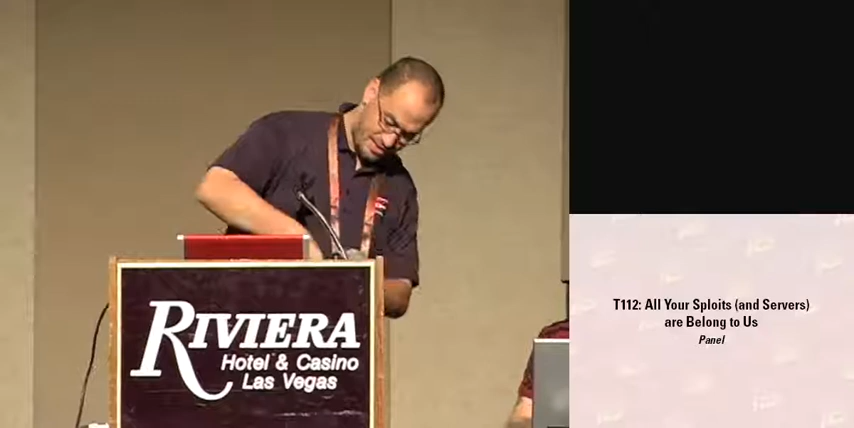 RIVIERA
Hotel & Casino
Las Vegas
T112: All Your Sploits (and Servers)
are Belong to Us
Panel